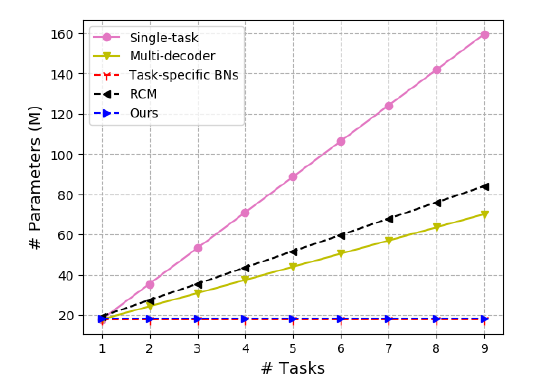 160
140
120
100
80
60
40
20
# Parameters (M)
Single-task
Multi-decoder
Task-specific BNs
RCM
Ours
1 2 3 4 5 6 7 8 9
# Tasks